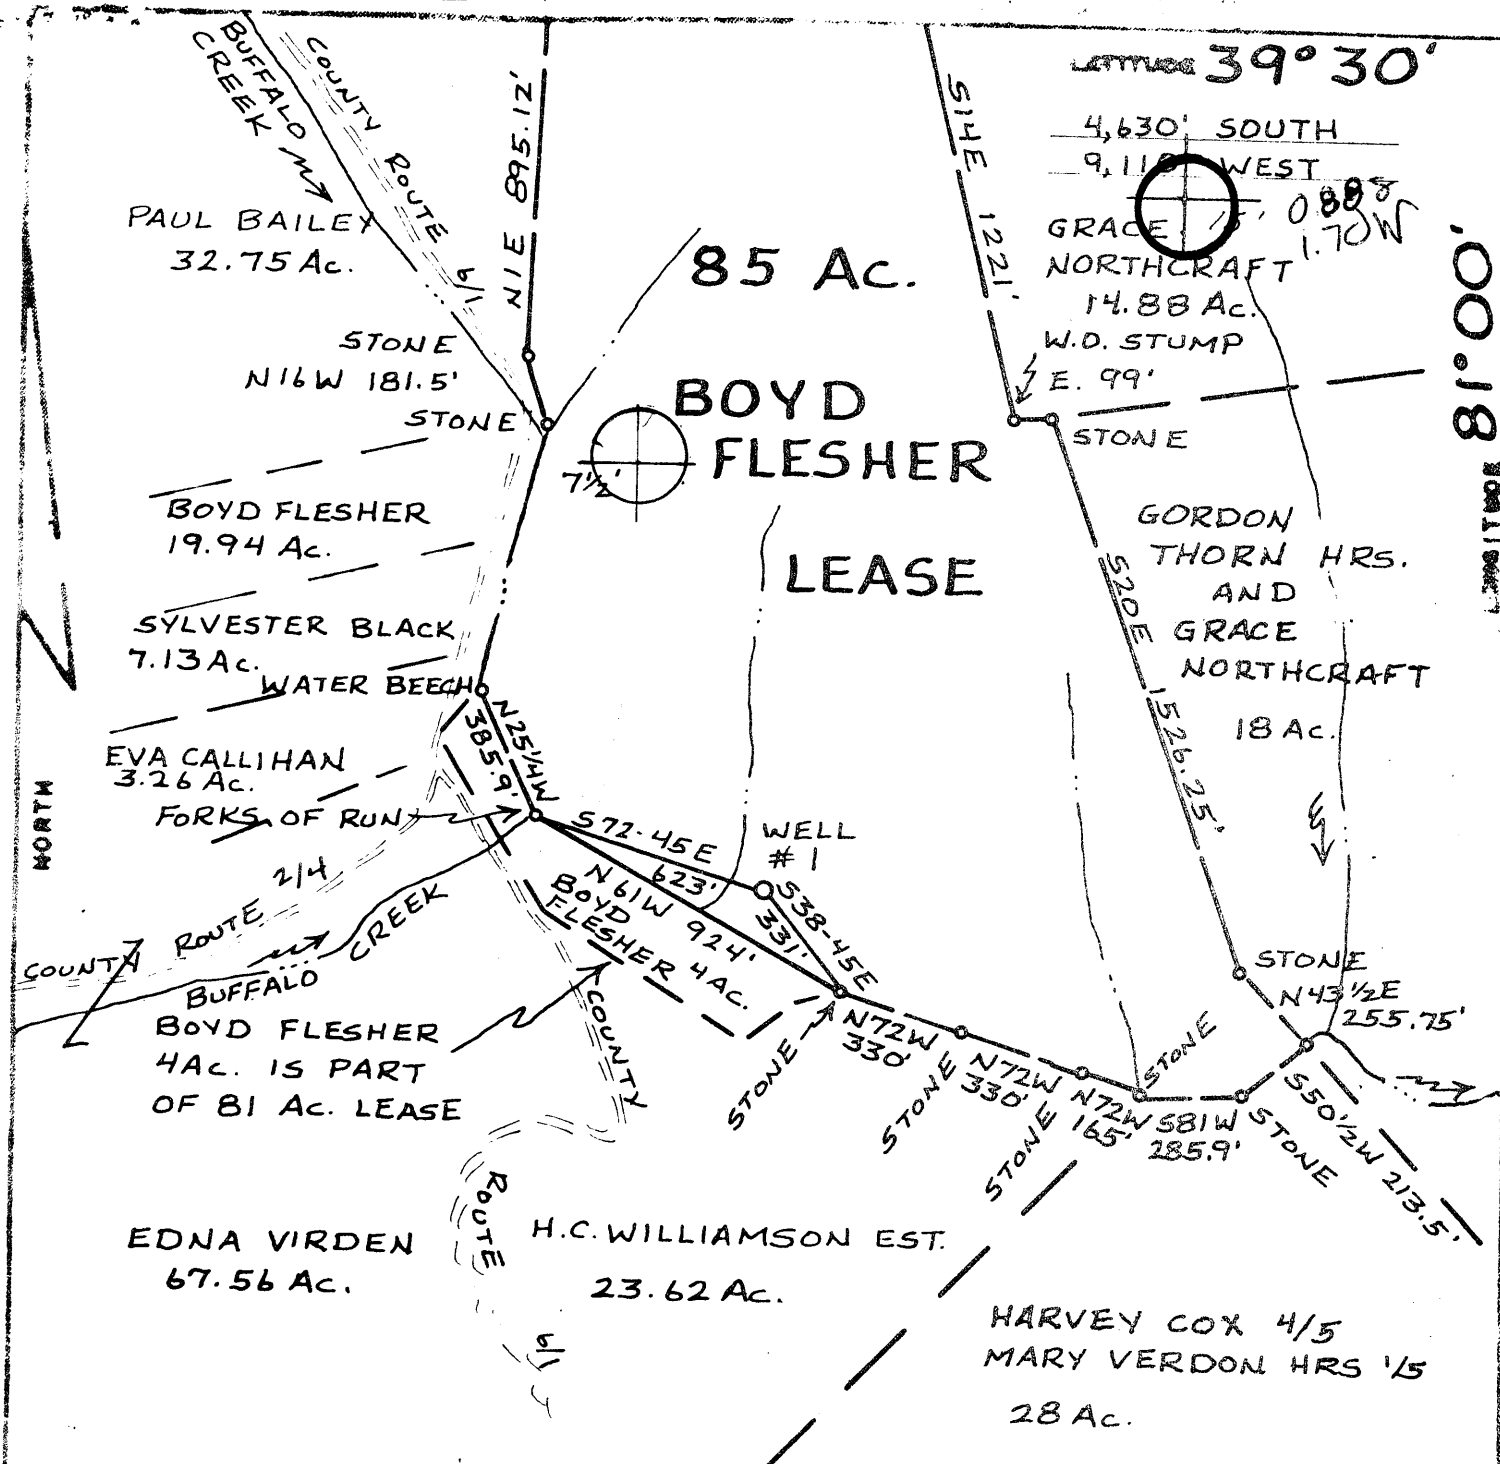 BUFFALO
CREEK
COUNTY ROUTE 6/1
N1E 895.12'
S14E 1221'
LATITUDE 39°30'
4,630' SOUTH
9,110' WEST
15'
1.70W
LONGITUDE 81°00'
PAUL BAILEY
32.75 Ac.
85 Ac.
GRACE
NORTHCRAFT
14.88 Ac.
W.O. STUMP
E. 99'
STONE
STONE
N16W 181.5'
STONE
BOYD
FLESHER
LEASE
7½'
BOYD FLESHER
19.94 Ac.
GORDON
THORN HRS.
AND
GRACE
NORTHCRAFT
18 Ac.
S20E 1526.25'
SYLVESTER BLACK
7.13 Ac.
WATER BEECH
N25¼W
385.9'
EVA CALLIHAN
3.26 Ac.
FORKS OF RUN
NORTH
S72-45E
623'
WELL
# 1
S38-45E
331'
N61W 924'
BOYD
FLESHER 4AC.
COUNTY ROUTE 2/4
BUFFALO CREEK
STONE
N43½E
255.75'
BOYD FLESHER
4AC. IS PART
OF 81 AC. LEASE
COUNTY
ROUTE
6/1
STONE
N72W
330'
STONE
N72W
330'
STONE
N72W
165'
STONE
S81W
285.9'
STONE
S50½W 213.5'
EDNA VIRDEN
67.56 Ac.
H.C. WILLIAMSON EST.
23.62 Ac.
HARVEY COX 4/5
MARY VERDON HRS 1/5
28 Ac.